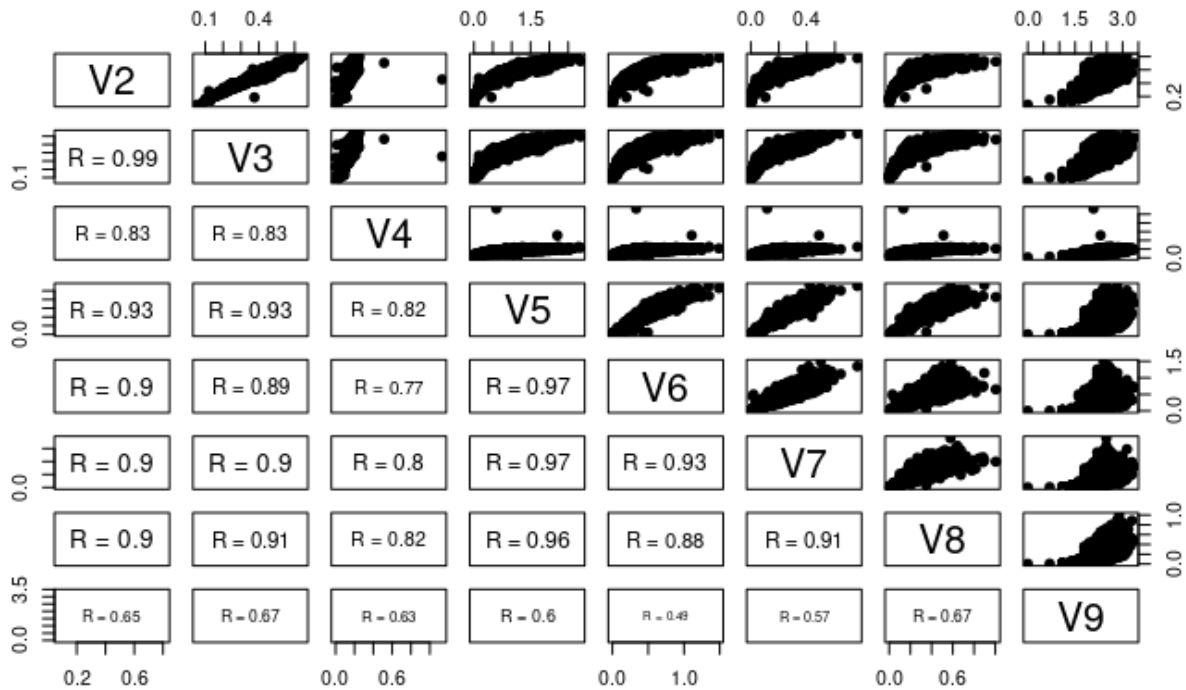 0.1 0.4 0.0 1.5 0.0 0.4 0.0 1.5 3.0
V2 0.2
0.1 R = 0.99 V3
R = 0.83 R = 0.83 V4 0.0
0.0 R = 0.93 R = 0.93 R = 0.82 V5
R = 0.9 R = 0.89 R = 0.77 R = 0.97 V6 0.0 1.5
0.0 R = 0.9 R = 0.9 R = 0.8 R = 0.97 R = 0.93 V7
R = 0.9 R = 0.91 R = 0.82 R = 0.96 R = 0.88 R = 0.91 V8 0.0 1.0
0.0 3.5 R = 0.65 R = 0.67 R = 0.63 R = 0.6 R = 0.49 R = 0.57 R = 0.67 V9
0.2 0.6 0.0 0.6 0.0 1.0 0.0 0.6